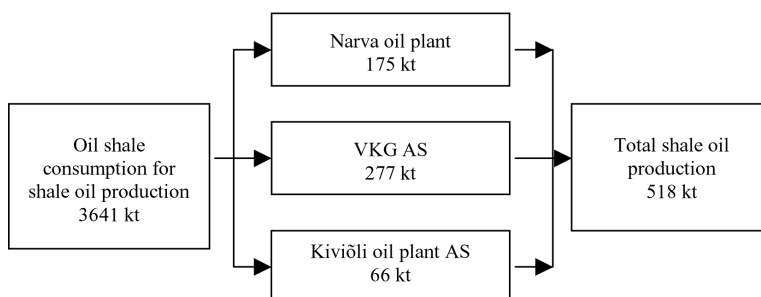 Narva oil plant
175 kt
Oil shale
consumption for
shale oil production
3641 kt
VKG AS
277 kt
Total shale oil
production
518 kt
Kiviõli oil plant AS
66 kt